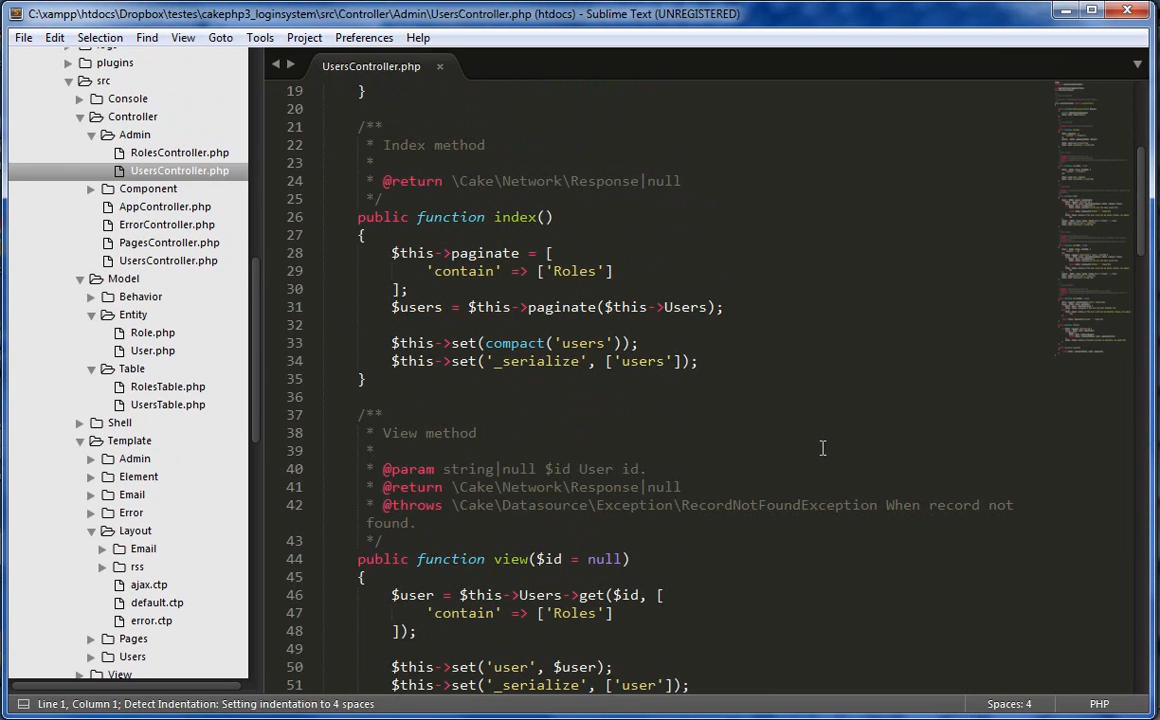 C:\xampp\htdocs\Dropbox\testes\cakephp3_loginsystem\src\Controller\Admin\UsersController.php (htdocs) - Sublime Text (UNREGISTERED)
File Edit Selection Find View Goto Tools Project Preferences Help
plugins
src
Console
Controller
Admin
RolesController.php
UsersController.php
Component
AppController.php
ErrorController.php
PagesController.php
UsersController.php
Model
Behavior
Entity
Role.php
User.php
Table
RolesTable.php
UsersTable.php
Shell
Template
Admin
Element
Email
Error
Layout
Email
rss
ajax.ctp
default.ctp
error.ctp
Pages
Users
View
UsersController.php ×
19 }
20
21 /**
22 * Index method
23 *
24 * @return \Cake\Network\Response|null
25 */
26 public function index()
27 {
28 $this->paginate = [
29 'contain' => ['Roles']
30 ];
31 $users = $this->paginate($this->Users);
32
33 $this->set(compact('users'));
34 $this->set('_serialize', ['users']);
35 }
36
37 /**
38 * View method
39 *
40 * @param string|null $id User id.
41 * @return \Cake\Network\Response|null
42 * @throws \Cake\Datasource\Exception\RecordNotFoundException When record not
found.
43 */
44 public function view($id = null)
45 {
46 $user = $this->Users->get($id, [
47 'contain' => ['Roles']
48 ]);
49
50 $this->set('user', $user);
51 $this->set('_serialize', ['user']);
Line 1, Column 1; Detect Indentation: Setting indentation to 4 spaces Spaces: 4 PHP